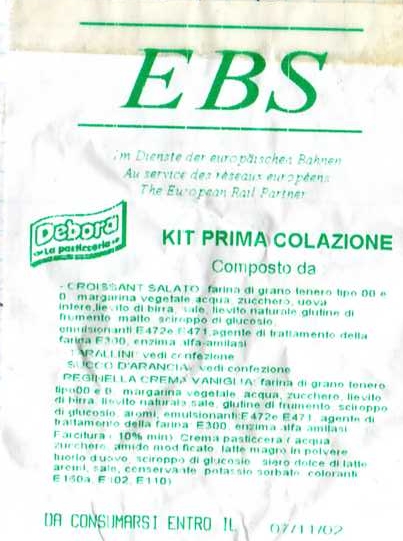 EBS
Im Dienste der europäischen Bahnen
Au service des réseaux européens
The European Rail Partner
Debora
La pasticceria
KIT PRIMA COLAZIONE
Composto da
- CROISSANT SALATO farina di grano tenero tipo 00 e
0 margarina vegetale acqua, zucchero, uova
intere, lievito di birra, sale, lievito naturale glutine di
frumento malto sciroppo di glucosio,
emulsionanti E472e E471, agente di trattamento della
farina E300, enzima alfa-amilasi
TARALLINI vedi confezione
SUCCO D'ARANCIA vedi confezione
REGINELLA CREMA VANIGLIA: farina di grano tenero
tipo00 e 0 margarina vegetale, acqua, zucchero, lievito
di birra lievito naturale sale, glutine di frumento, sciroppo
di glucosio, aromi, emulsionanti E472e E471, agente di
trattamento della farina E300, enzima alfa amilasi
Farcitura (10% min) Crema pasticcera ( acqua,
zucchero, amido modificato latte magro in polvere
tuorlo d'uovo, sciroppo di glucosio siero dolce di latte
aromi, sale, conservante potassio sorbato coloranti
E160a, E102, E110)
DA CONSUMARSI ENTRO IL 07/11/02